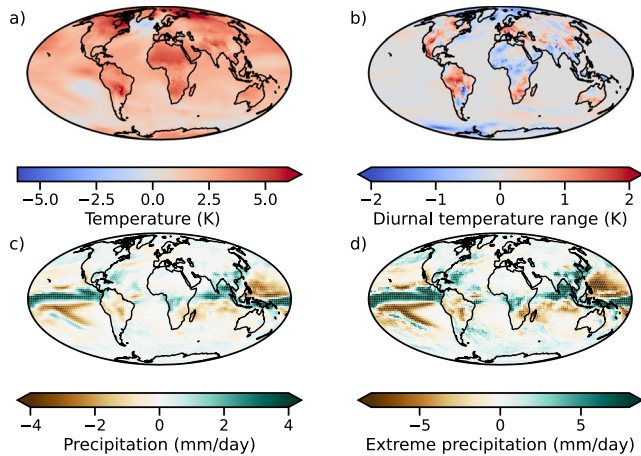 a)
b)
−5.0 −2.5 0.0 2.5 5.0
Temperature (K)
−2 −1 0 1 2
Diurnal temperature range (K)
c)
d)
−4 −2 0 2 4
Precipitation (mm/day)
−5 0 5
Extreme precipitation (mm/day)